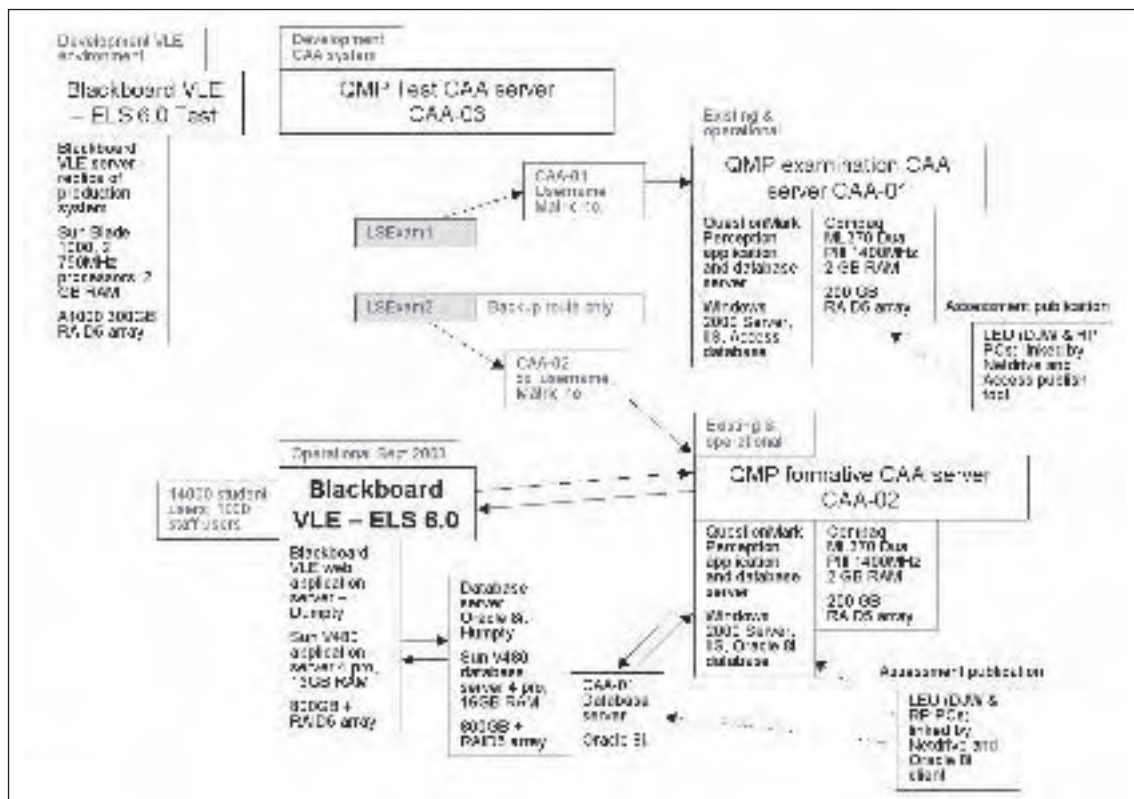 Development VLE
environment
Blackboard VLE
– ELS 6.0 Test
Blackboard
VLE server
replica of
production
system
Sun Blade
1000, 2
750MHz
processors, 2
GB RAM
A1000 300GB
RAID5 array
Development
CAA system
QMP Test CAA server
CAA-03
CAA-01
Username
Matric no.
LSExam1
LSExam2
Backup route only
CAA-02
Username
Matric no
Existing &
operational
QMP examination CAA
server CAA-01
QuestionMark
Perception
application
and database
server
Windows
2000 Server,
IIS, Access
database
Compaq
ML370 Dual
PIII 1400MHz
2 GB RAM
200 GB
RAID5 array
Assessment publication
LEU (DJW & RP
PCs) linked by
Netdrive and
Access publish
tool
Operational Sept 2003
14000 student
users, 1000
staff users
Blackboard
VLE – ELS 6.0
Blackboard
VLE web
application
server –
Dumpty
Sun V480
application
server 4 pro,
16GB RAM
800GB +
RAID5 array
Database
server
Oracle 8i,
Humpty
Sun V480
database
server 4 pro,
16GB RAM
800GB +
RAID5 array
CAA-01
Database
server
Oracle 8i
Existing &
operational
QMP formative CAA server
CAA-02
QuestionMark
Perception
application
and database
server
Windows
2000 Server,
IIS, Oracle 8i
database
Compaq
ML370 Dual
PIII 1400MHz
2 GB RAM
200 GB
RAID5 array
Assessment publication
LEU (DJW &
RP PCs)
linked by
Netdrive and
Oracle 8i
client